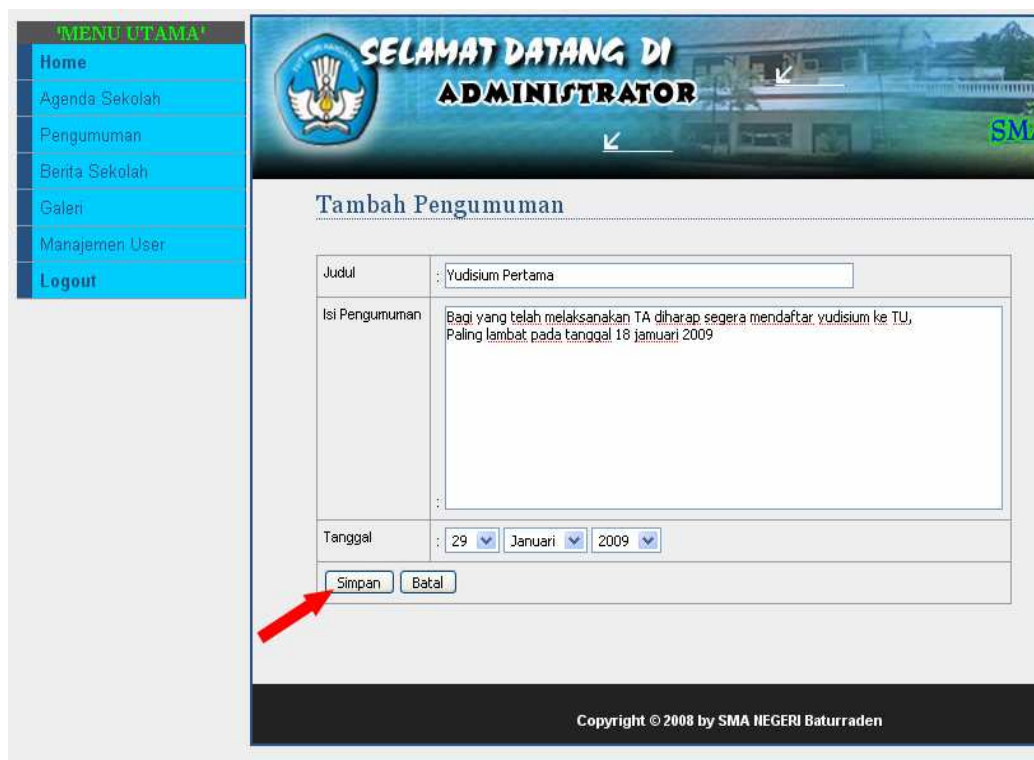 'MENU UTAMA'
Home
Agenda Sekolah
Pengumuman
Berita Sekolah
Galeri
Manajemen User
Logout
SELAMAT DATANG DI
ADMINISTRATOR
Tambah Pengumuman
Judul : Yudisium Pertama
Isi Pengumuman : Bagi yang telah melaksanakan TA diharap segera mendaftar yudisium ke TU,
Paling lambat pada tanggal 18 jamuari 2009
Tanggal : 29 Januari 2009
Simpan Batal
Copyright © 2008 by SMA NEGERI Baturraden